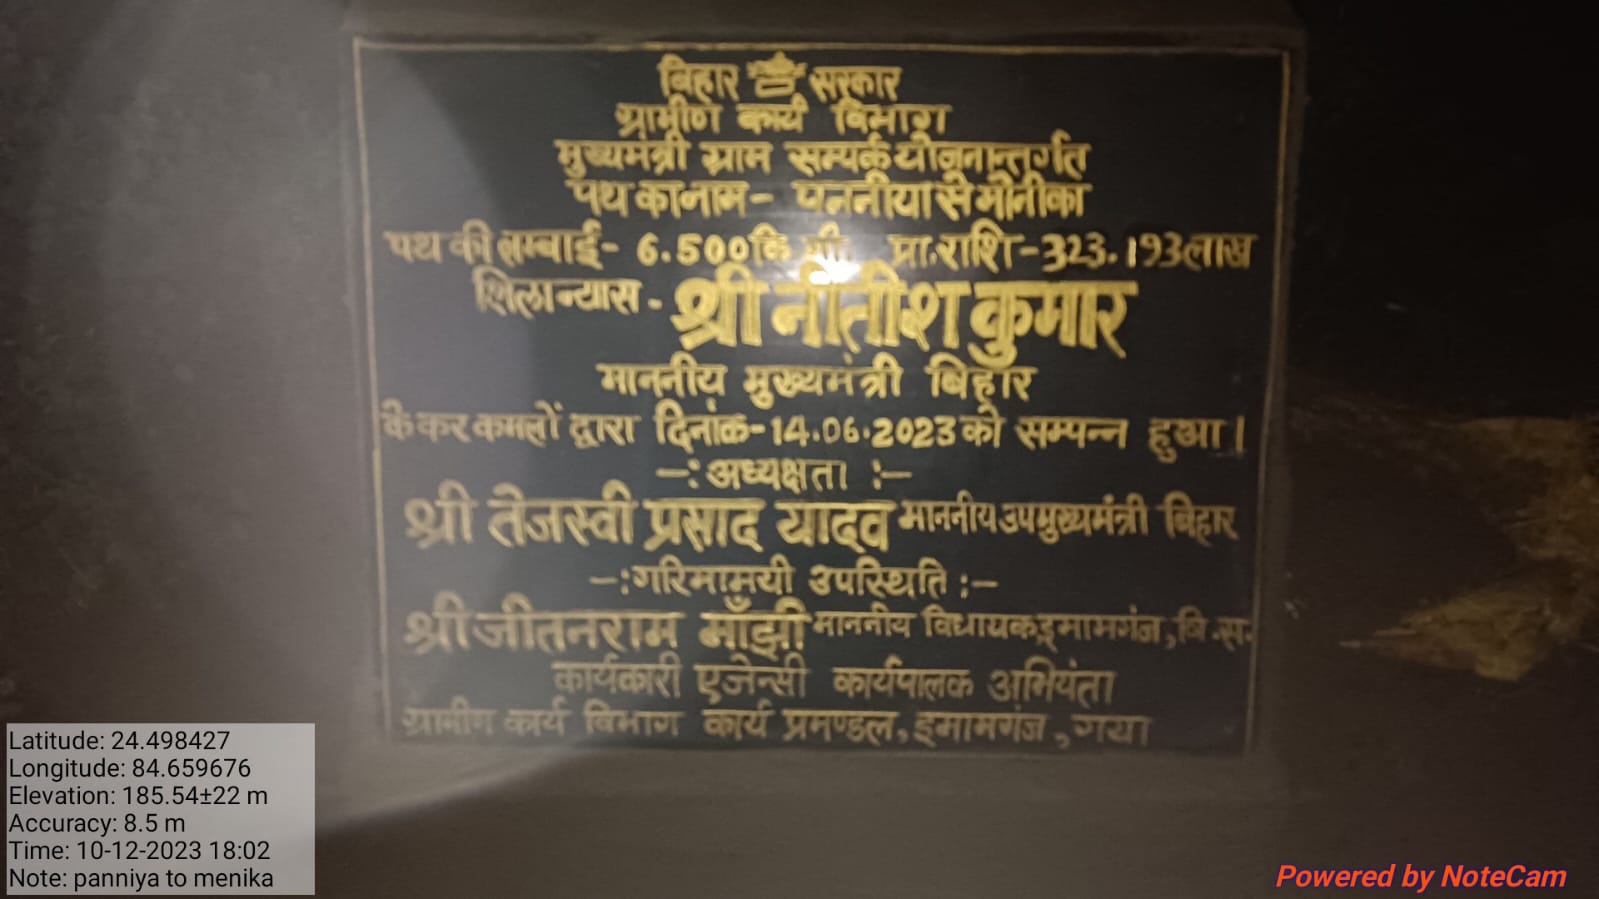 बिहार सरकार
ग्रामीण कार्य विभाग
मुख्यमंत्री ग्राम सम्पर्क योजनान्तर्गत
पथ का नाम - पननीया से मोनीका
पथ की लम्बाई - 6.500 कि मी. प्रा. राशि - 323.193 लाख
शिलान्यास - श्री नीतीश कुमार
माननीय मुख्यमंत्री बिहार
के कर कमलों द्वारा दिनांक - 14.06.2023 को सम्पन्न हुआ।
-: अध्यक्षता :-
श्री तेजस्वी प्रसाद यादव माननीय उपमुख्यमंत्री बिहार
-: गरिमामयी उपस्थिति :-
श्री जीतनराम माँझी माननीय विधायक इमामगंज, वि.स.
कार्यकारी एजेन्सी कार्यपालक अभियंता
ग्रामीण कार्य विभाग कार्य प्रमण्डल, इमामगंज, गया
Latitude: 24.498427
Longitude: 84.659676
Elevation: 185.54±22 m
Accuracy: 8.5 m
Time: 10-12-2023 18:02
Note: panniya to menika
Powered by NoteCam